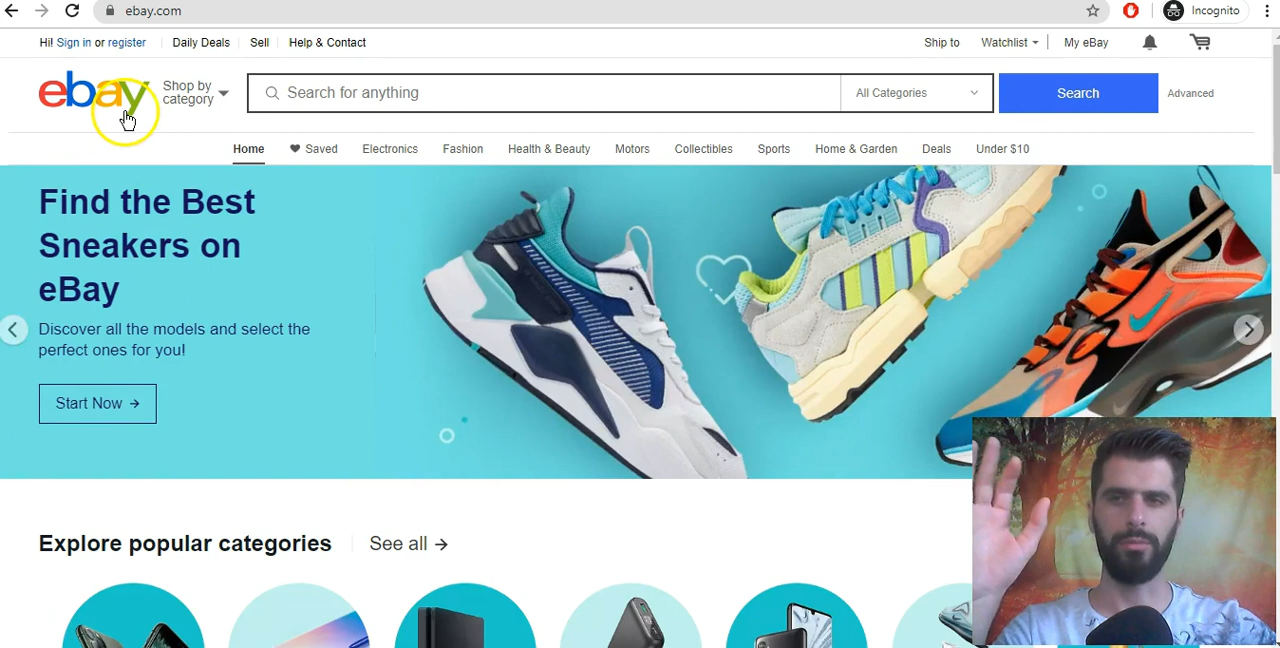 ebay.com
Incognito
Hi! Sign in or register
Daily Deals
Sell
Help & Contact
Ship to
Watchlist
My eBay
ebay
Shop by
category
Search for anything
All Categories
Search
Advanced
Home
Saved
Electronics
Fashion
Health & Beauty
Motors
Collectibles
Sports
Home & Garden
Deals
Under $10
Find the Best
Sneakers on
eBay
Discover all the models and select the
perfect ones for you!
Start Now →
Explore popular categories
See all →